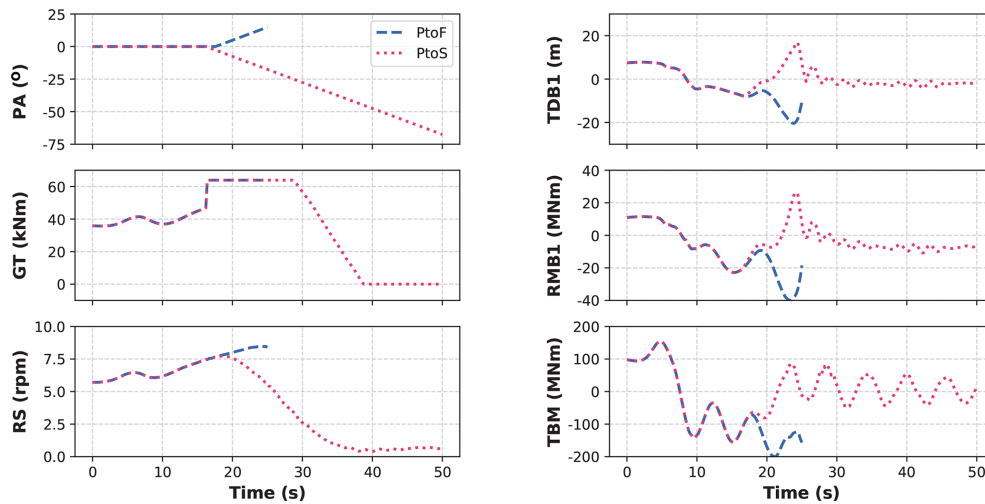 25
0
-25
-50
-75
PA (°)
PtoF
PtoS
20
0
-20
TDB1 (m)
60
40
20
0
GT (kNm)
40
20
0
-20
-40
RMB1 (MNm)
10.0
7.5
5.0
2.5
0.0
RS (rpm)
0 10 20 30 40 50
Time (s)
200
100
0
-100
-200
TBM (MNm)
0 10 20 30 40 50
Time (s)